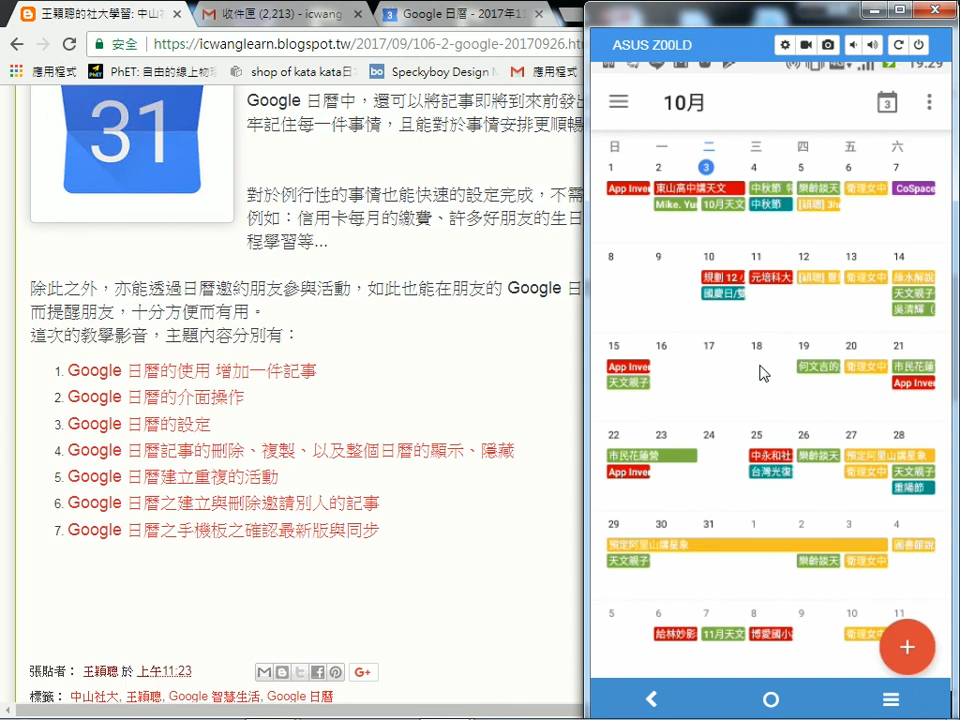 王穎聰的社大學習: 中山社
收件匣 (2,213) - icwang
Google 日曆 - 2017年1
安全 https://icwanglearn.blogspot.tw/2017/09/106-2-google-20170926.htm
應用程式
PhET: 自由的線上物
shop of kata kata日
Speckyboy Design M
應用程式
31
Google 日曆中，還可以將記事即將到來前發出
牢記住每一件事情，且能對於事情安排更順暢
對於例行性的事情也能快速的設定完成，不需
例如：信用卡每月的繳費、許多好朋友的生日
程學習等...
除此之外，亦能透過日曆邀約朋友參與活動，如此也能在朋友的 Google 日
而提醒朋友，十分方便而有用。
這次的教學影音，主題內容分別有：
1. Google 日曆的使用 增加一件記事
2. Google 日曆的介面操作
3. Google 日曆的設定
4. Google 日曆記事的刪除、複製、以及整個日曆的顯示、隱藏
5. Google 日曆建立重複的活動
6. Google 日曆之建立與刪除邀請別人的記事
7. Google 日曆之手機板之確認最新版與同步
張貼者： 王穎聰 於 上午11:23
G+
標籤： 中山社大, 王穎聰, Google 智慧生活, Google 日曆
ASUS Z00LD
19:29
10月
3
日 一 二 三 四 五 六
1 2 3 4 5 6 7
App Inver 東山高中講天文 中秋節 樂齡談天 衛理女中 CoSpace
Mike. Yu 10月天文 中秋節 [穎聰] 3h
8 9 10 11 12 13 14
規劃 12 元培科大 [穎聰] 衛理女中 綠水解說
國慶日/雙 天文親子
吳清輝
15 16 17 18 19 20 21
App Inver 何文吉的 衛理女中 市民花蓮
天文親子 App Inver
22 23 24 25 26 27 28
市民花蓮營 中永和社 樂齡談天 預定阿里山講星象
App Inver 台灣光復 衛理女中 天文親子
重陽節
29 30 31 1 2 3 4
預定阿里山講星象 圖書館說
天文親子 樂齡談天 衛理女中
5 6 7 8 9 10 11
給林妙影 11月天文 博愛國小 衛理女